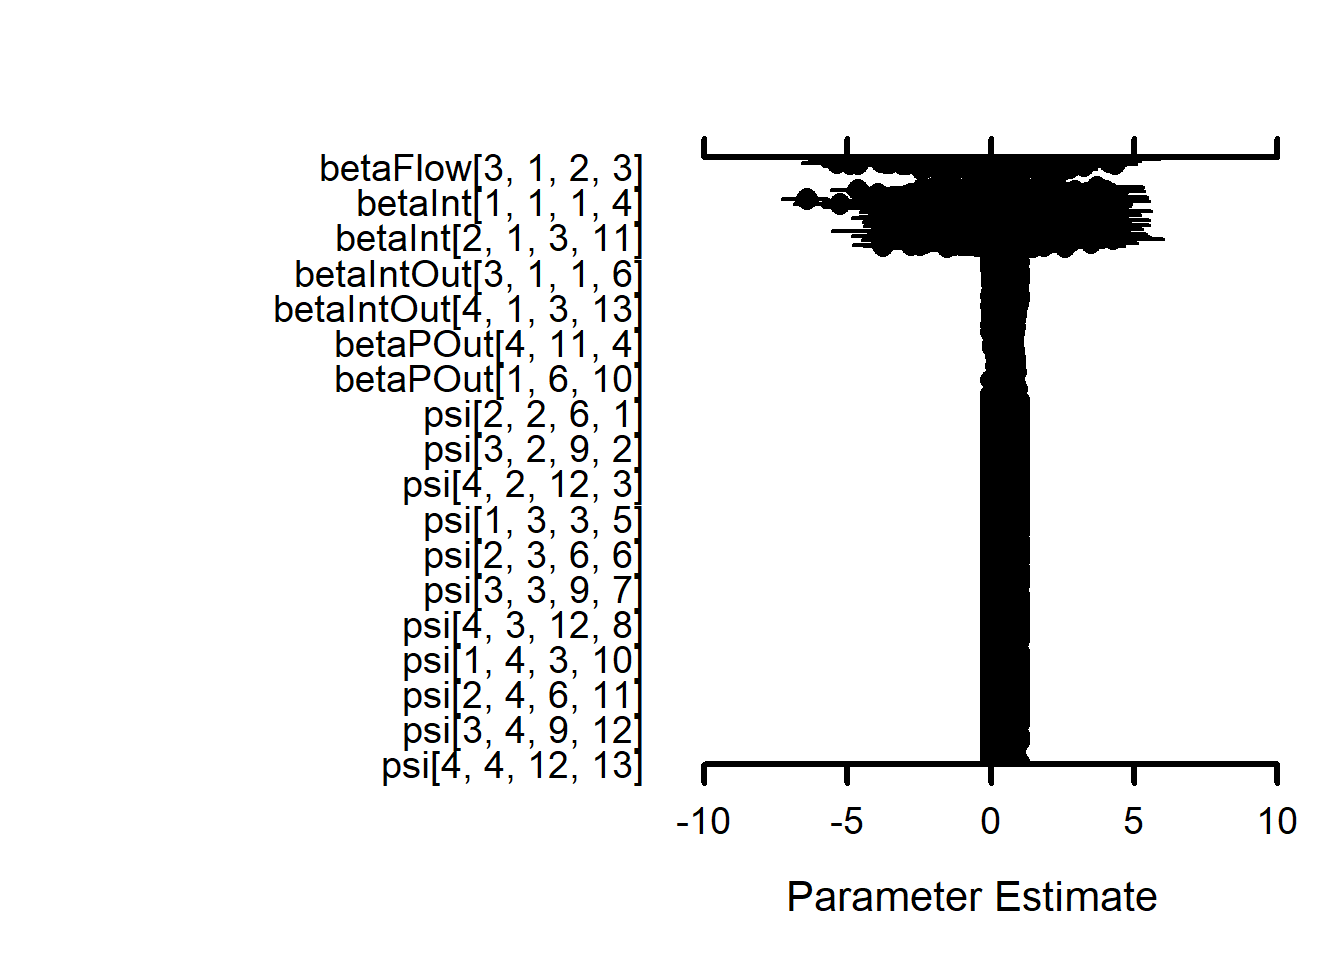 betaFlow[3, 1, 2, 3]
betaInt[1, 1, 1, 4]
betaInt[2, 1, 3, 11]
betaIntOut[3, 1, 1, 6]
betaIntOut[4, 1, 3, 13]
betaPOut[4, 11, 4]
betaPOut[1, 6, 10]
psi[2, 2, 6, 1]
psi[3, 2, 9, 2]
psi[4, 2, 12, 3]
psi[1, 3, 3, 5]
psi[2, 3, 6, 6]
psi[3, 3, 9, 7]
psi[4, 3, 12, 8]
psi[1, 4, 3, 10]
psi[2, 4, 6, 11]
psi[3, 4, 9, 12]
psi[4, 4, 12, 13]
-10 -5 0 5 10
Parameter Estimate